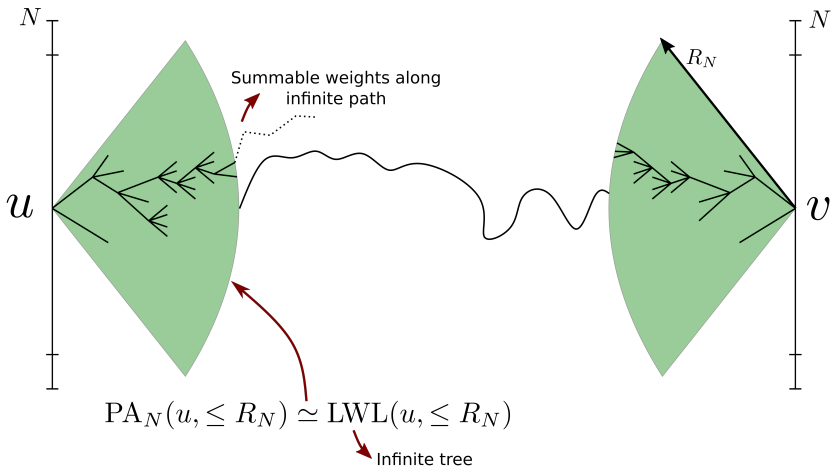 N
N
R_N
Summable weights along
infinite path
u
v
PA_N(u, ≤ R_N) ≃ LWL(u, ≤ R_N)
Infinite tree